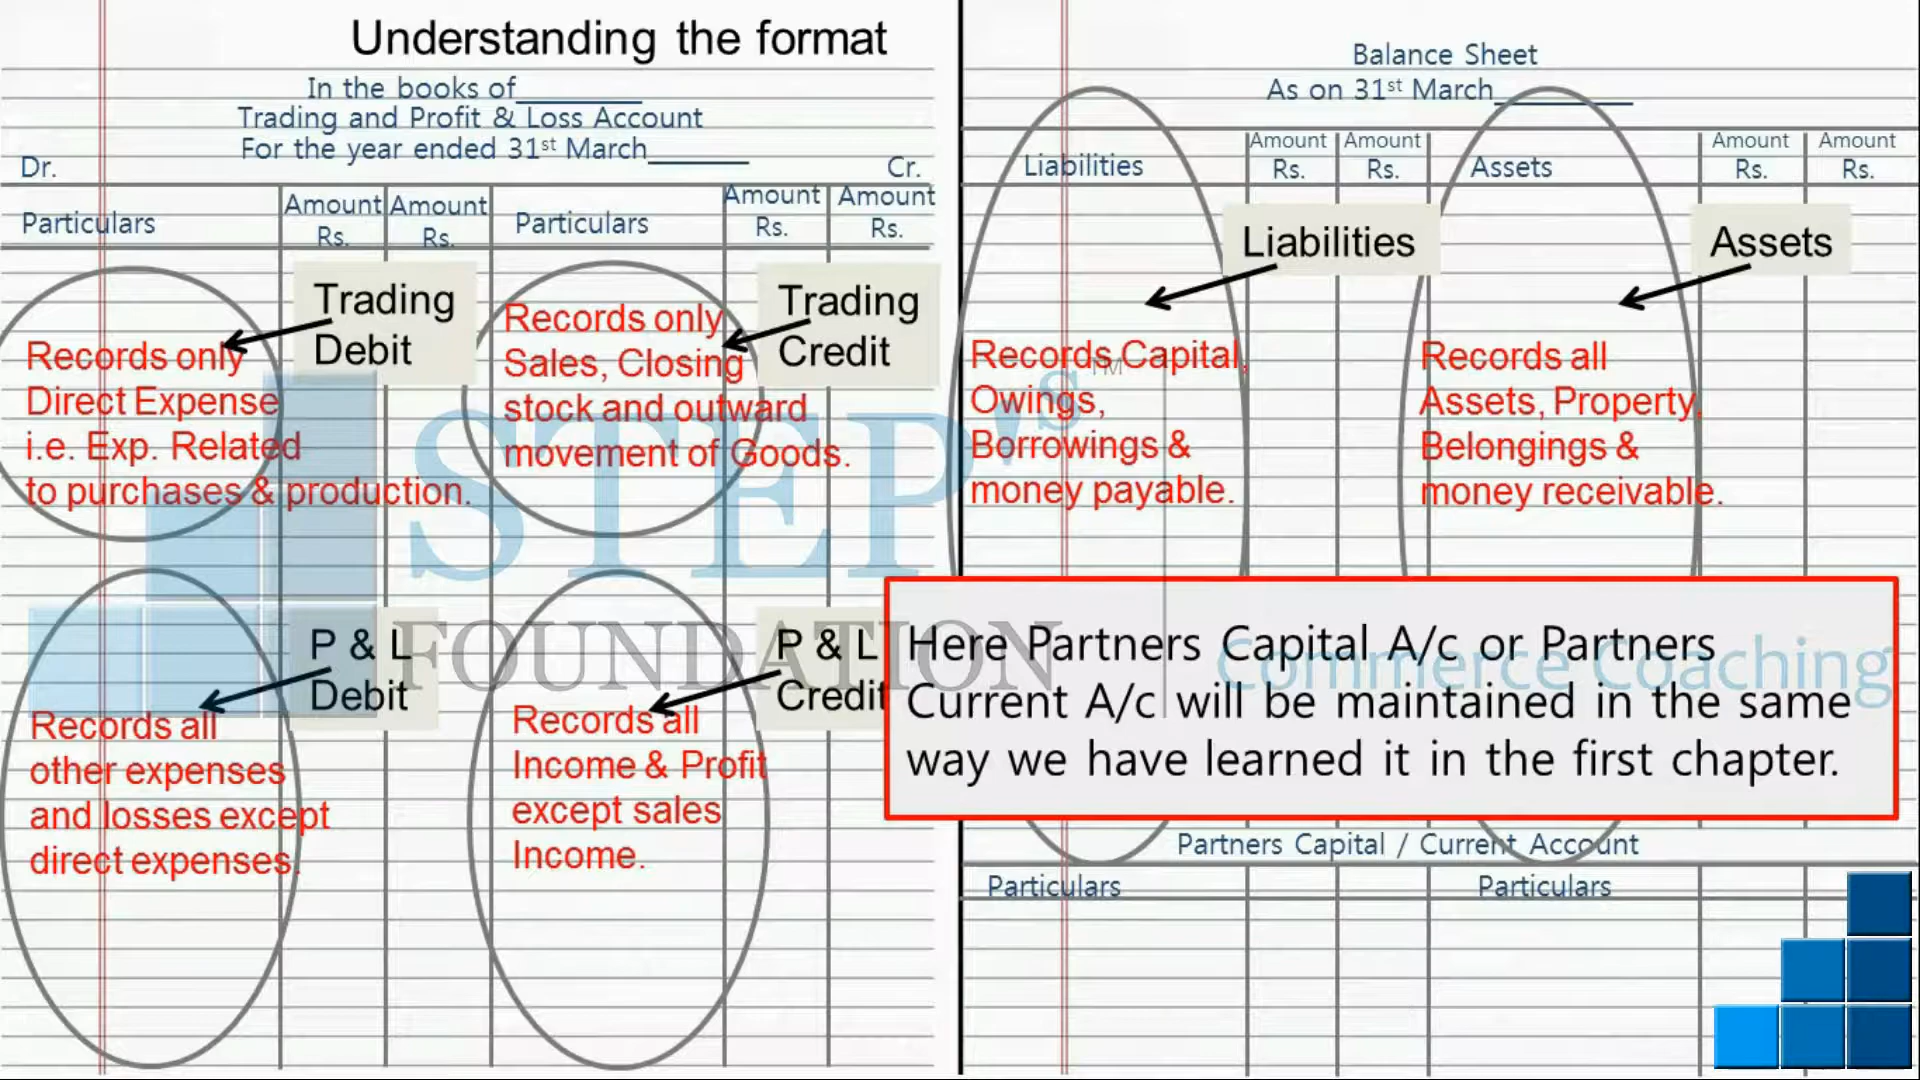 Understanding the format
In the books of________
Trading and Profit & Loss Account
For the year ended 31st March______
Dr.
Cr.
Particulars
Amount
Rs.
Amount
Rs.
Particulars
Amount
Rs.
Amount
Rs.
Trading
Debit
Records only
Direct Expense
i.e. Exp. Related
to purchases & production.
Trading
Credit
Records only
Sales, Closing
stock and outward
movement of Goods.
P & L
Debit
Records all
other expenses
and losses except
direct expenses.
P & L
Credit
Records all
Income & Profit
except sales
Income.
Balance Sheet
As on 31st March________
Liabilities
Amount
Rs.
Amount
Rs.
Assets
Amount
Rs.
Amount
Rs.
Liabilities
Records Capital,
Owings,
Borrowings &
money payable.
Assets
Records all
Assets, Property,
Belongings &
money receivable.
Here Partners Capital A/c or Partners
Current A/c will be maintained in the same
way we have learned it in the first chapter.
Partners Capital / Current Account
Particulars
Particulars
STEP's TM
FOUNDATION
Commerce Coaching